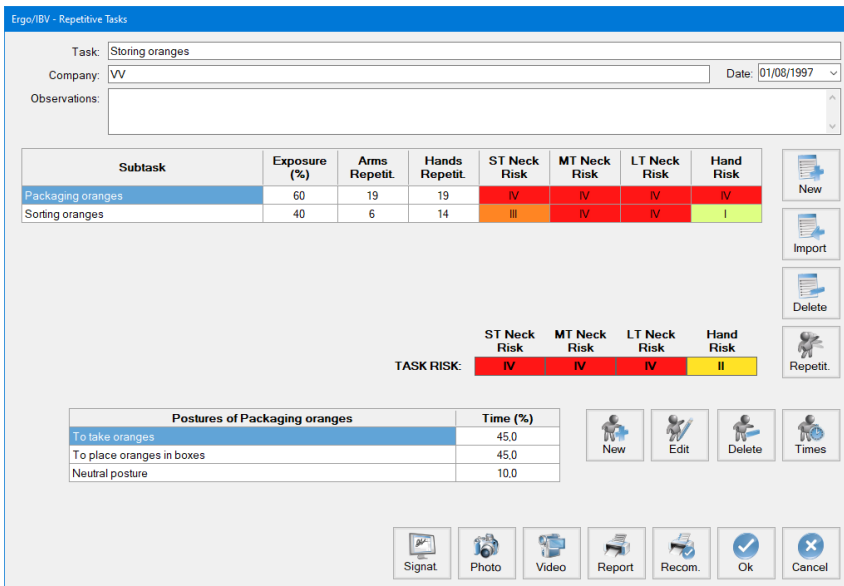 Ergo/IBV - Repetitive Tasks
Task: Storing oranges
Company: VV Date: 01/08/1997
Observations:
Subtask Exposure (%) Arms Repetit. Hands Repetit. ST Neck Risk MT Neck Risk LT Neck Risk Hand Risk
Packaging oranges 60 19 19 IV IV IV IV
Sorting oranges 40 6 14 III IV IV I
New
Import
Delete
Repetit.
ST Neck Risk MT Neck Risk LT Neck Risk Hand Risk
TASK RISK: IV IV IV II
Postures of Packaging oranges Time (%)
To take oranges 45,0
To place oranges in boxes 45,0
Neutral posture 10,0
New Edit Delete Times
Signat. Photo Video Report Recom. Ok Cancel